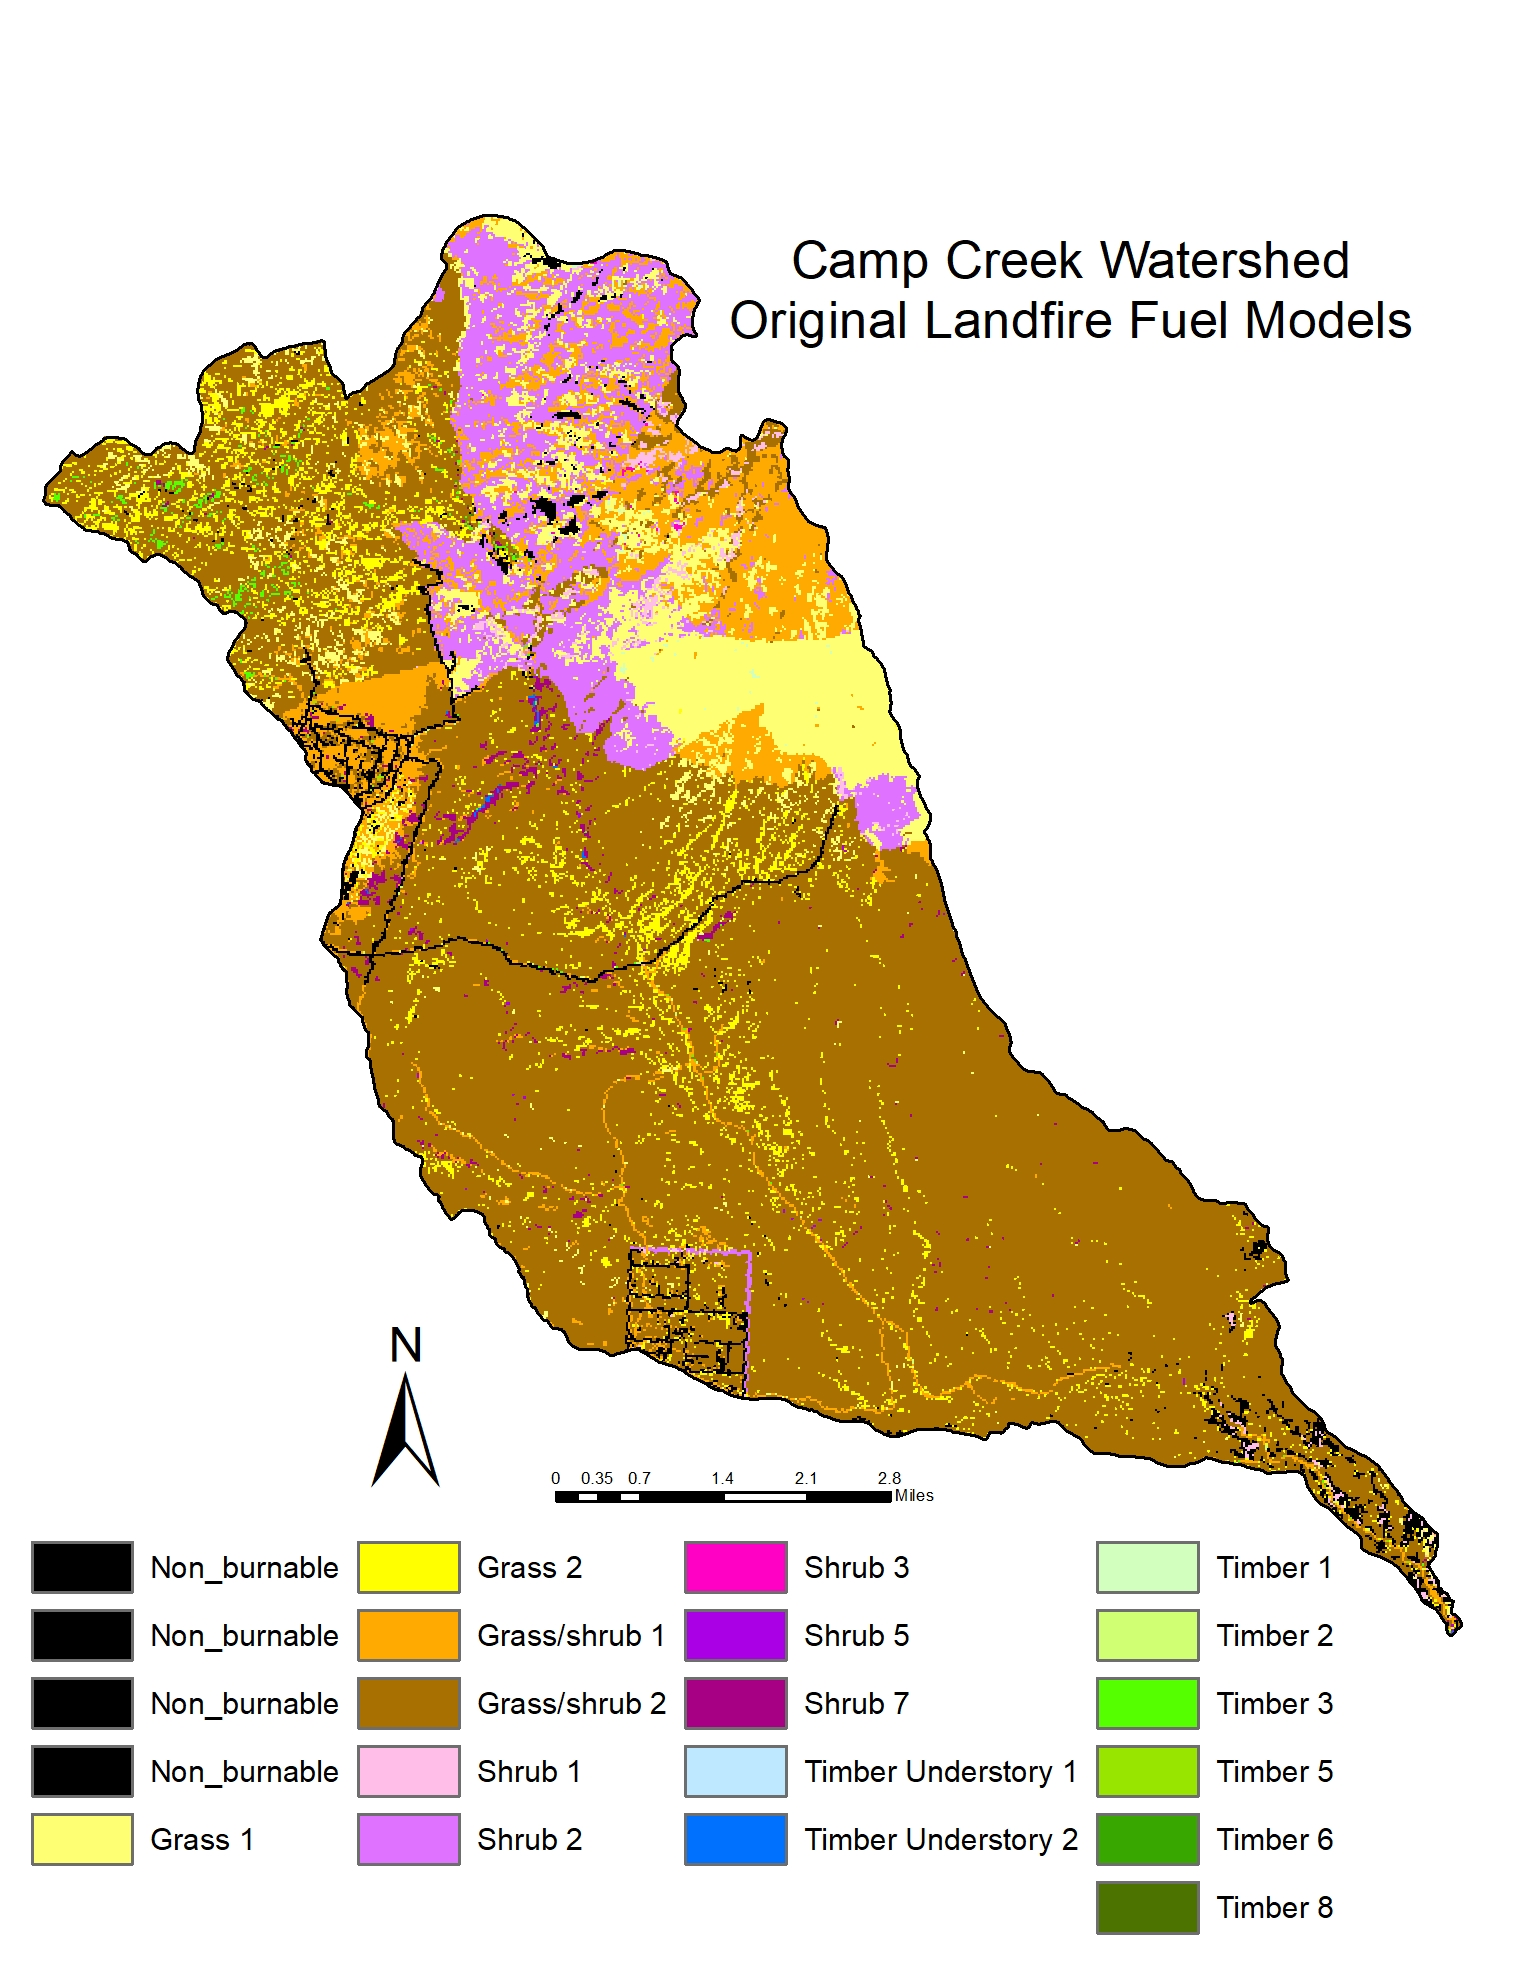 Camp Creek Watershed
Original Landfire Fuel Models
N
0 0.35 0.7 1.4 2.1 2.8
Miles
Non_burnable
Non_burnable
Non_burnable
Non_burnable
Grass 1
Grass 2
Grass/shrub 1
Grass/shrub 2
Shrub 1
Shrub 2
Shrub 3
Shrub 5
Shrub 7
Timber Understory 1
Timber Understory 2
Timber 1
Timber 2
Timber 3
Timber 5
Timber 6
Timber 8